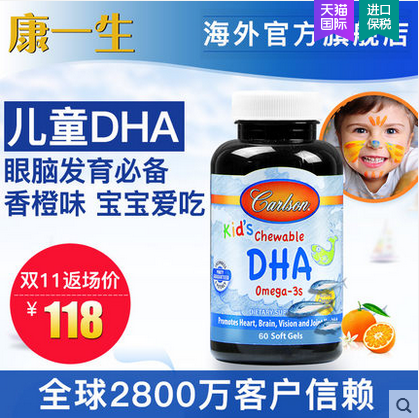 康一生
海外官方旗舰店
天猫
国际
进口
保税
儿童DHA
眼脑发育必备
香橙味 宝宝爱吃
双11返场价
¥118
Carlson
Kid's
Chewable
DHA
Omega-3s
DIETARY SUP
Promotes Heart, Brain, Vision and Joint
60 Soft Gels
全球2800万客户信赖